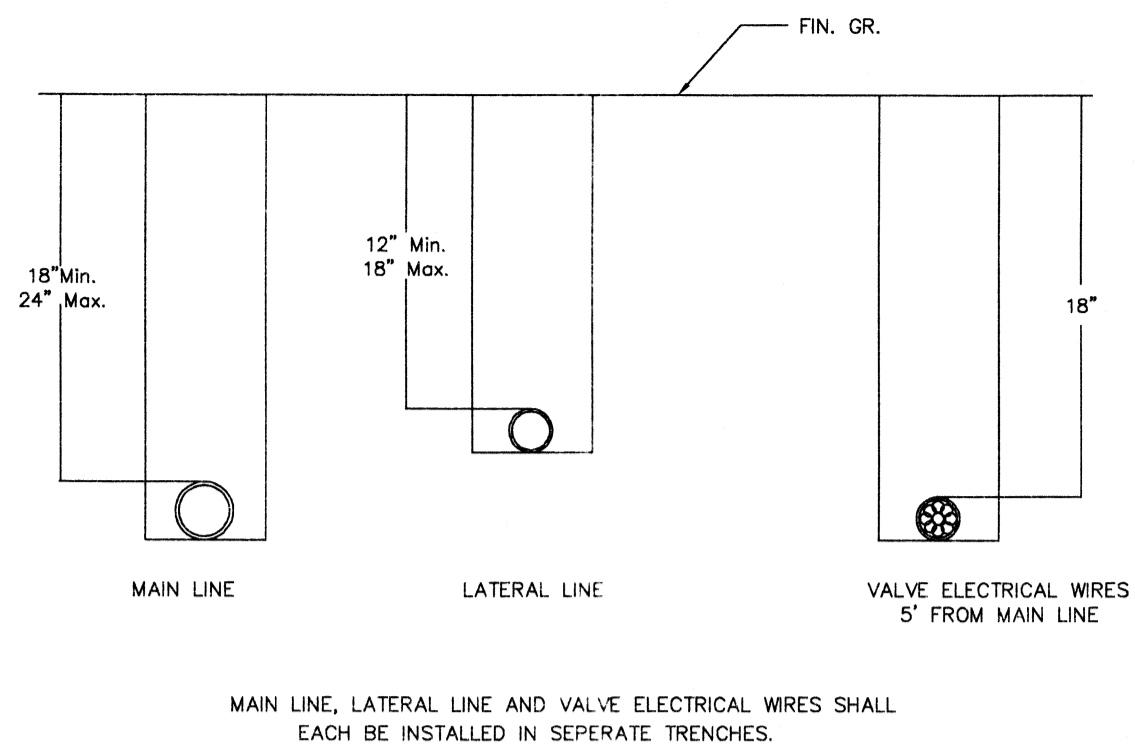 FIN. GR.
12" Min.
18" Max.
18"Min.
24" Max.
18"
MAIN LINE
LATERAL LINE
VALVE ELECTRICAL WIRES
5' FROM MAIN LINE
MAIN LINE, LATERAL LINE AND VALVE ELECTRICAL WIRES SHALL
EACH BE INSTALLED IN SEPERATE TRENCHES.